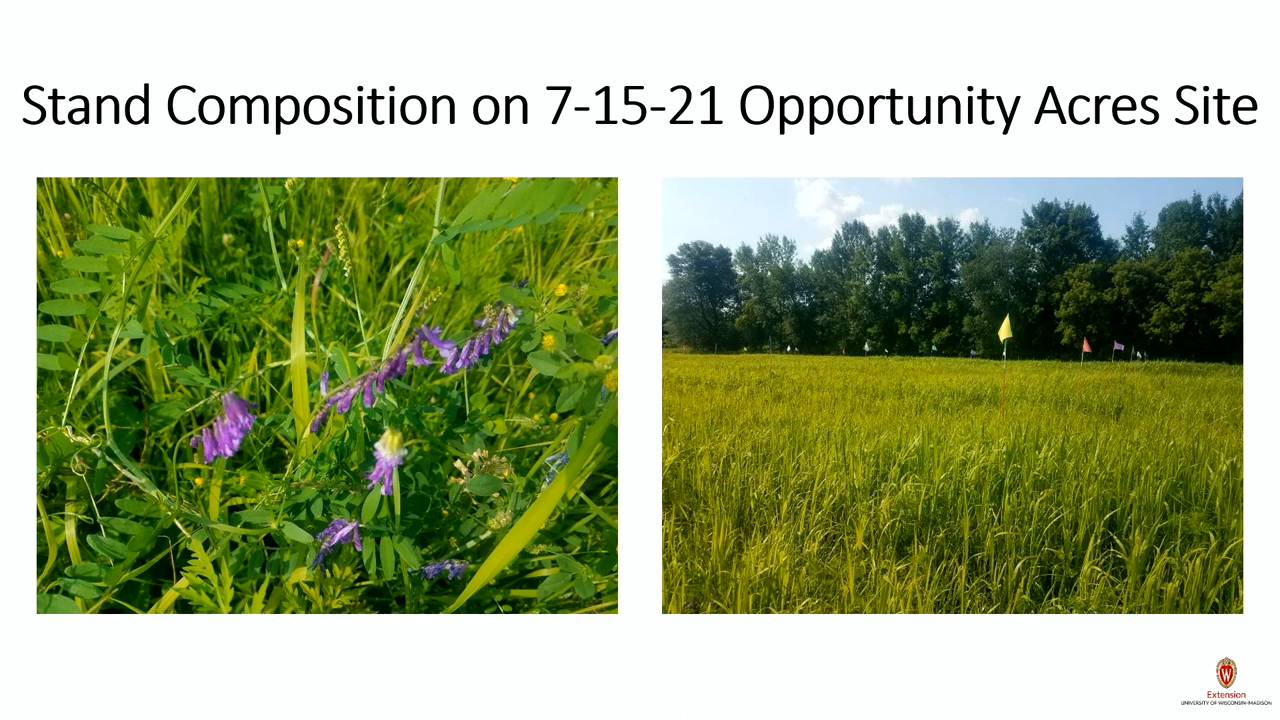 Stand Composition on 7-15-21 Opportunity Acres Site
W
Extension
UNIVERSITY OF WISCONSIN-MADISON